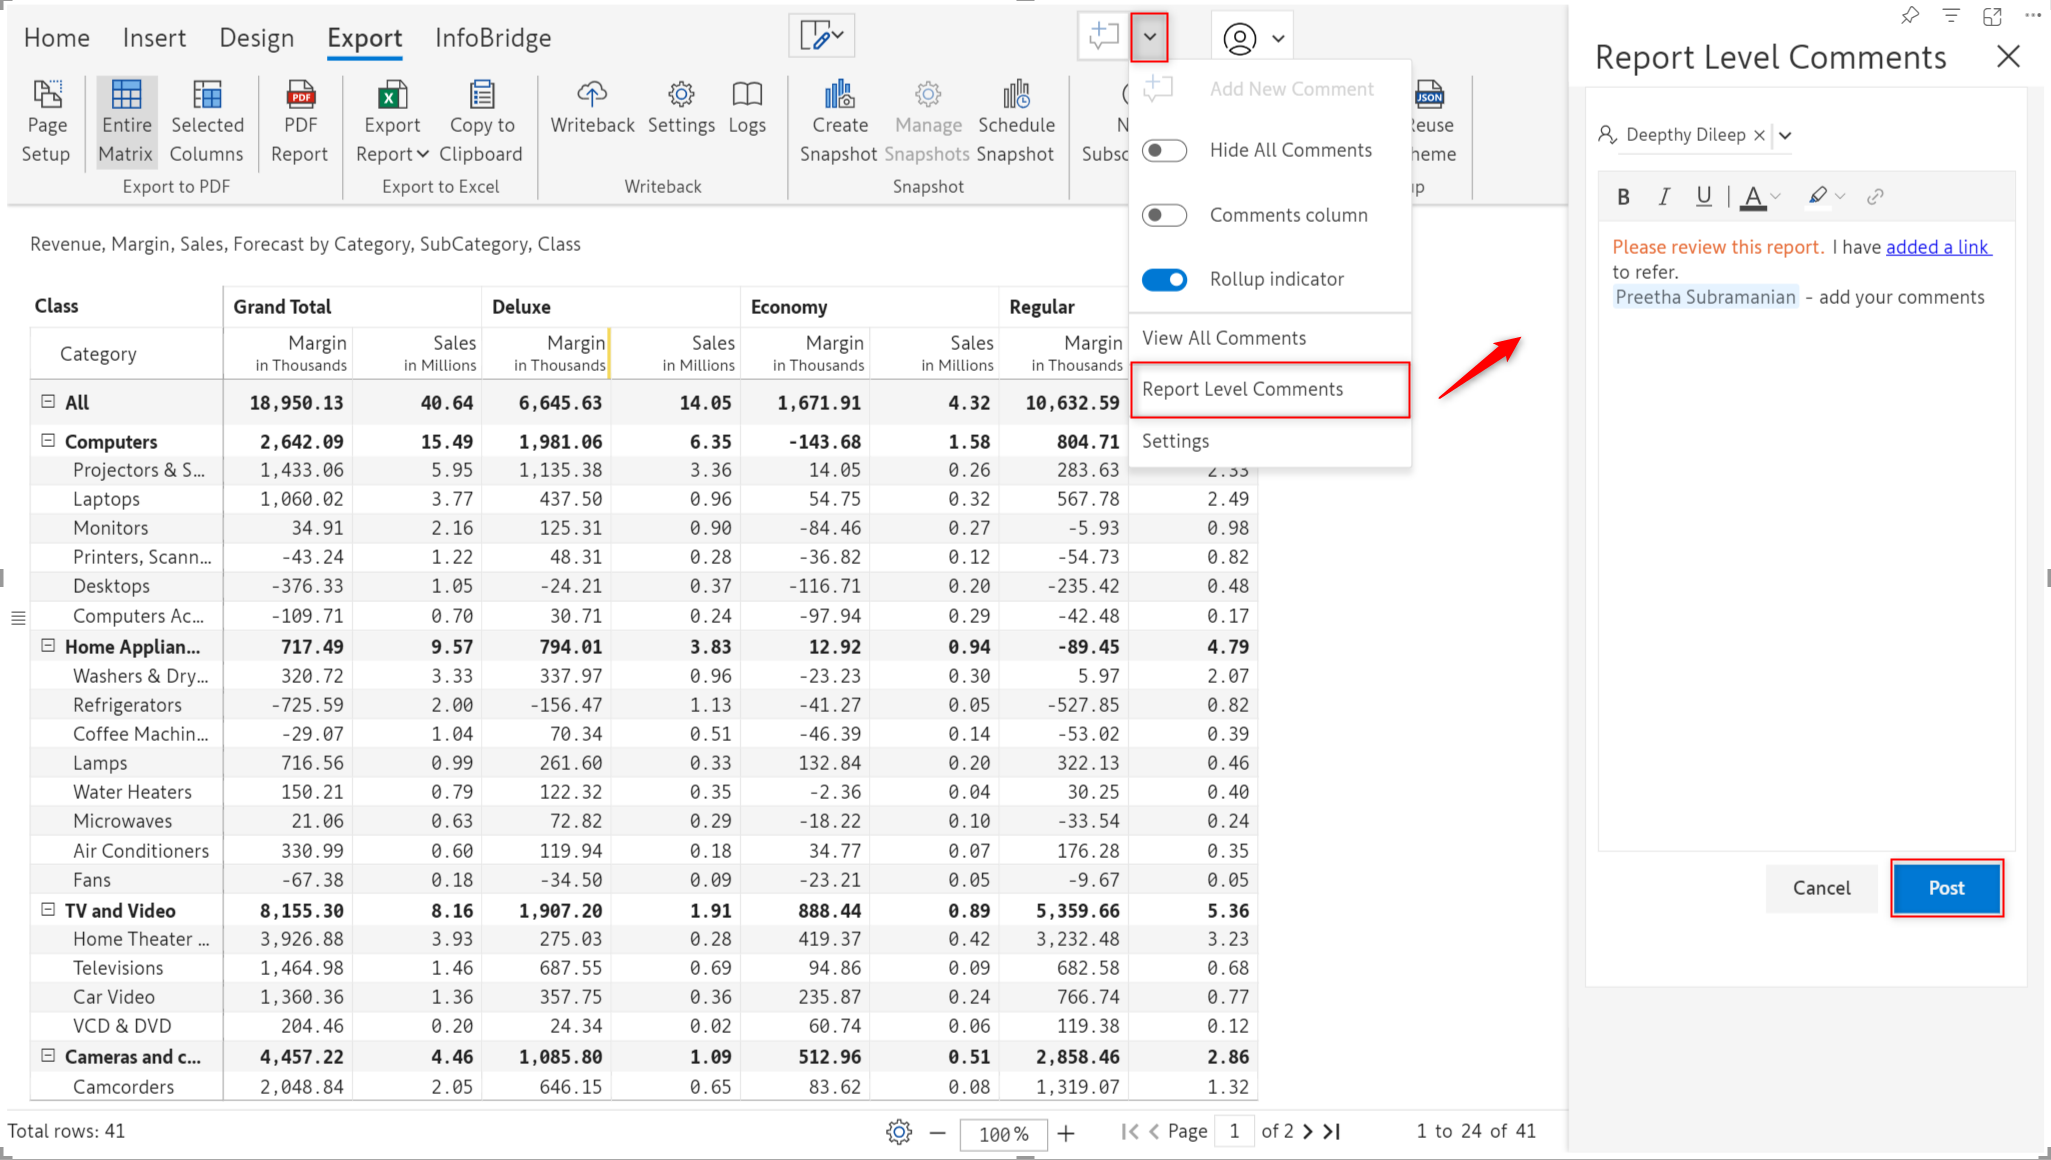 Home Insert Design Export InfoBridge
Page Setup
Entire Matrix
Selected Columns
PDF Report
Export to PDF
Export Report
Copy to Clipboard
Export to Excel
Writeback Settings Logs
Writeback
Create Snapshot
Manage Snapshots
Schedule Snapshot
Snapshot
Add New Comment
Hide All Comments
Comments column
Rollup indicator
View All Comments
Report Level Comments
Settings
JSON
Revenue, Margin, Sales, Forecast by Category, SubCategory, Class
Class Grand Total Deluxe Economy Regular
Category Margin in Thousands Sales in Millions Margin in Thousands Sales in Millions Margin in Thousands Sales in Millions Margin in Thousands
All 18,950.13 40.64 6,645.63 14.05 1,671.91 4.32 10,632.59
Computers 2,642.09 15.49 1,981.06 6.35 -143.68 1.58 804.71
Projectors & S... 1,433.06 5.95 1,135.38 3.36 14.05 0.26 283.63 2.33
Laptops 1,060.02 3.77 437.50 0.96 54.75 0.32 567.78 2.49
Monitors 34.91 2.16 125.31 0.90 -84.46 0.27 -5.93 0.98
Printers, Scann... -43.24 1.22 48.31 0.28 -36.82 0.12 -54.73 0.82
Desktops -376.33 1.05 -24.21 0.37 -116.71 0.20 -235.42 0.48
Computers Ac... -109.71 0.70 30.71 0.24 -97.94 0.29 -42.48 0.17
Home Applian... 717.49 9.57 794.01 3.83 12.92 0.94 -89.45 4.79
Washers & Dry... 320.72 3.33 337.97 0.96 -23.23 0.30 5.97 2.07
Refrigerators -725.59 2.00 -156.47 1.13 -41.27 0.05 -527.85 0.82
Coffee Machin... -29.07 1.04 70.34 0.51 -46.39 0.14 -53.02 0.39
Lamps 716.56 0.99 261.60 0.33 132.84 0.20 322.13 0.46
Water Heaters 150.21 0.79 122.32 0.35 -2.36 0.04 30.25 0.40
Microwaves 21.06 0.63 72.82 0.29 -18.22 0.10 -33.54 0.24
Air Conditioners 330.99 0.60 119.94 0.18 34.77 0.07 176.28 0.35
Fans -67.38 0.18 -34.50 0.09 -23.21 0.05 -9.67 0.05
TV and Video 8,155.30 8.16 1,907.20 1.91 888.44 0.89 5,359.66 5.36
Home Theater ... 3,926.88 3.93 275.03 0.28 419.37 0.42 3,232.48 3.23
Televisions 1,464.98 1.46 687.55 0.69 94.86 0.09 682.58 0.68
Car Video 1,360.36 1.36 357.75 0.36 235.87 0.24 766.74 0.77
VCD & DVD 204.46 0.20 24.34 0.02 60.74 0.06 119.38 0.12
Cameras and c... 4,457.22 4.46 1,085.80 1.09 512.96 0.51 2,858.46 2.86
Camcorders 2,048.84 2.05 646.15 0.65 83.62 0.08 1,319.07 1.32
Total rows: 41
100% Page 1 of 2 1 to 24 of 41
Report Level Comments
Deepthy Dileep
B I U A
Please review this report. I have added a link
to refer.
Preetha Subramanian - add your comments
Cancel Post